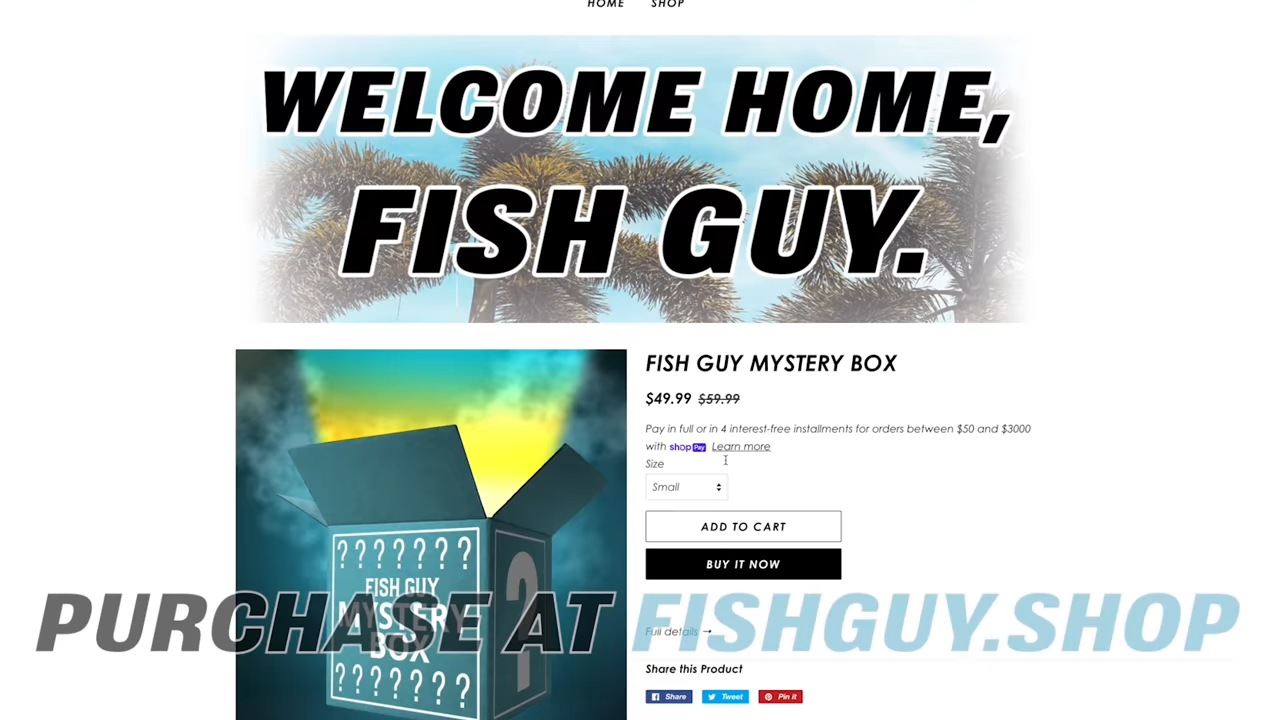 HOME SHOP
WELCOME HOME,
FISH GUY.
FISH GUY MYSTERY BOX
$49.99 $59.99
Pay in full or in 4 interest-free installments for orders between $50 and $3000
with shop Pay Learn more
Size
Small
ADD TO CART
BUY IT NOW
? ? ? ? ? ? ?
FISH GUY
MYSTERY
BOX
? ? ? ? ? ? ?
?
PURCHASE AT FISHGUY.SHOP
Full details →
Share this Product
Share Tweet Pin it